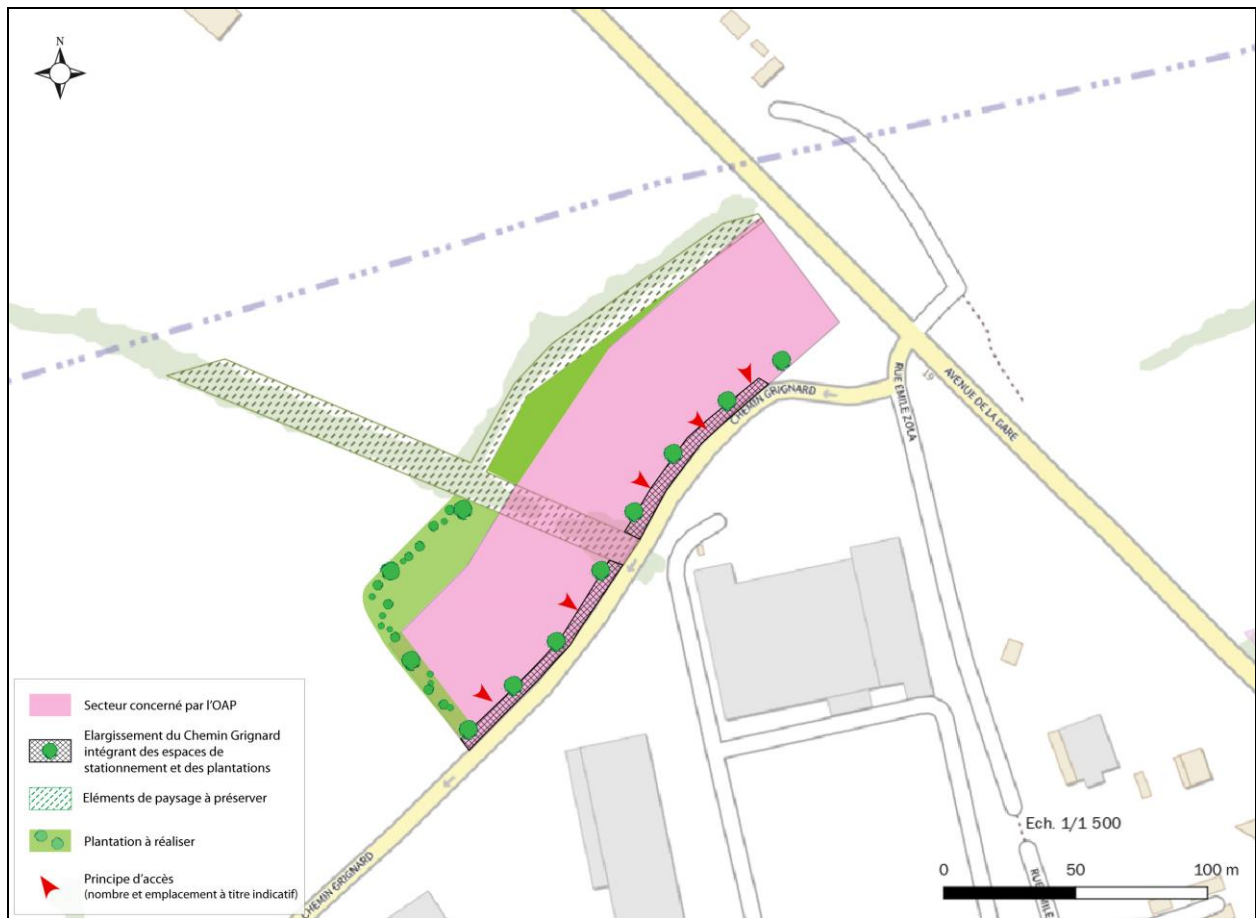 N
CHEMIN GRIGNARD
RUE EMILE ZOLA
19
AVENUE DE LA GARE
Secteur concerné par l'OAP
Elargissement du Chemin Grignard
intégrant des espaces de
stationnement et des plantations
Eléments de paysage à préserver
Plantation à réaliser
Principe d'accès
(nombre et emplacement à titre indicatif)
CHEMIN GRIGNARD
Ech. 1/1 500
0 50 100 m
RUE EMILE